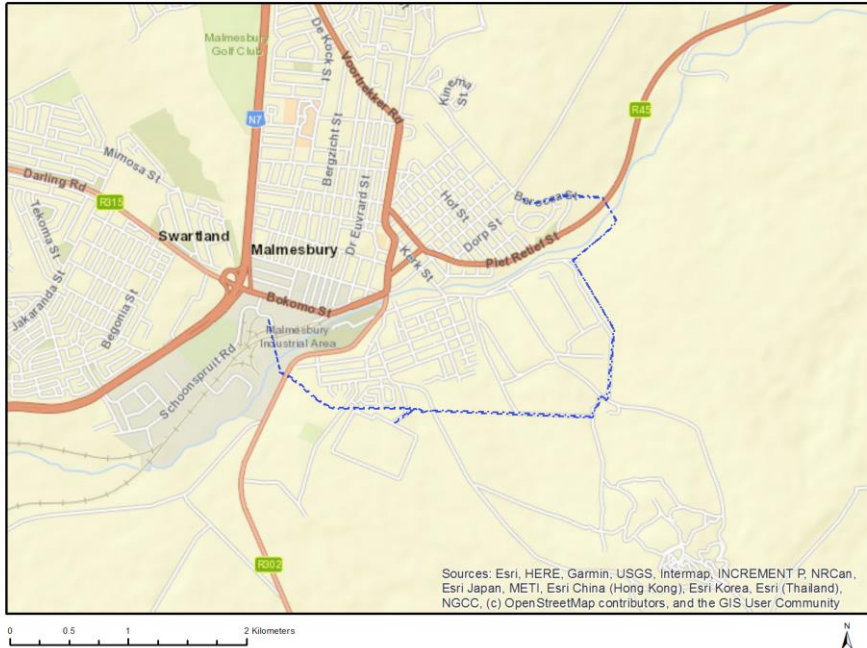 Malmesbury
Golf Club
De Kock St
Voortrekker Rd
Kinema
St
R45
N7
Bergzicht St
Mimosa St
Darling Rd
R315
Hof St
Dr Euvrard St
Dorp St
Tekoma St
Swartland
Malmesbury
Kerk St
Piet Retief St
Jakaranda St
Begonia St
Bokomo St
Malmesbury
Industrial Area
Schoonspruit Rd
R302
Sources: Esri, HERE, Garmin, USGS, Intermap, INCREMENT P, NRCan,
Esri Japan, METI, Esri China (Hong Kong), Esri Korea, Esri (Thailand),
NGCC, (c) OpenStreetMap contributors, and the GIS User Community
0 0.5 1 2 Kilometers
N